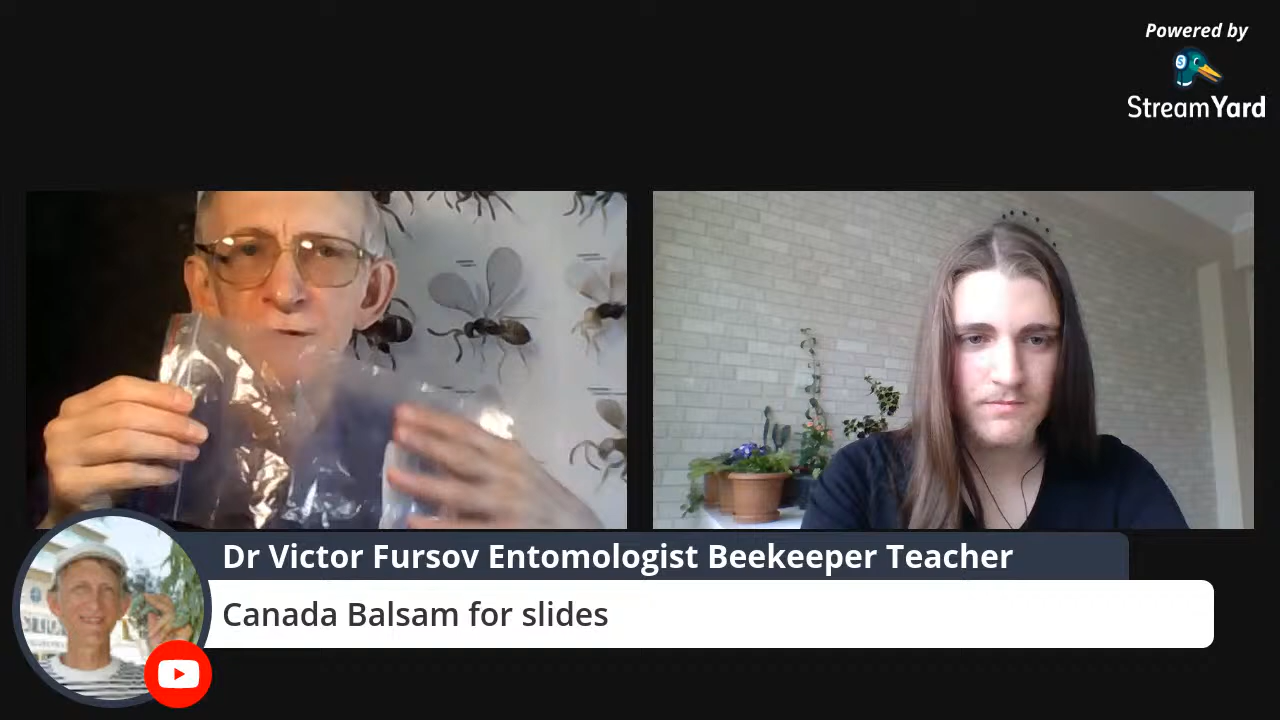 Powered by
StreamYard
Dr Victor Fursov Entomologist Beekeeper Teacher
Canada Balsam for slides